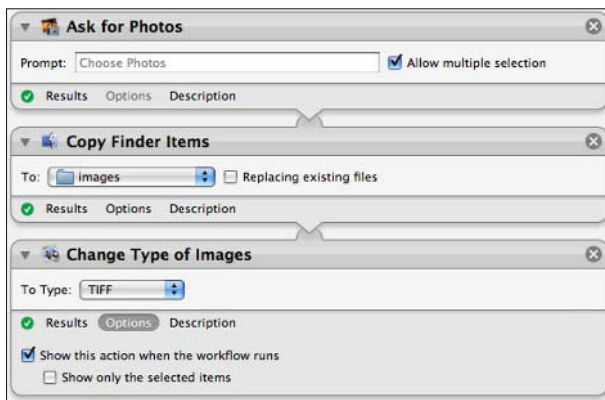 Ask for Photos
Prompt: Choose Photos Allow multiple selection
Results Options Description
Copy Finder Items
To: images Replacing existing files
Results Options Description
Change Type of Images
To Type: TIFF
Results Options Description
Show this action when the workflow runs
Show only the selected items